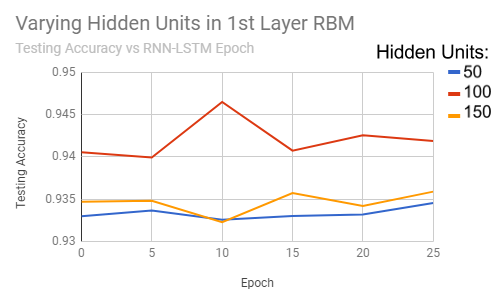 Varying Hidden Units in 1st Layer RBM
Testing Accuracy vs RNN-LSTM Epoch
Hidden Units:
50
100
150
0.95
0.945
0.94
0.935
0.93
Testing Accuracy
0
5
10
15
20
25
Epoch